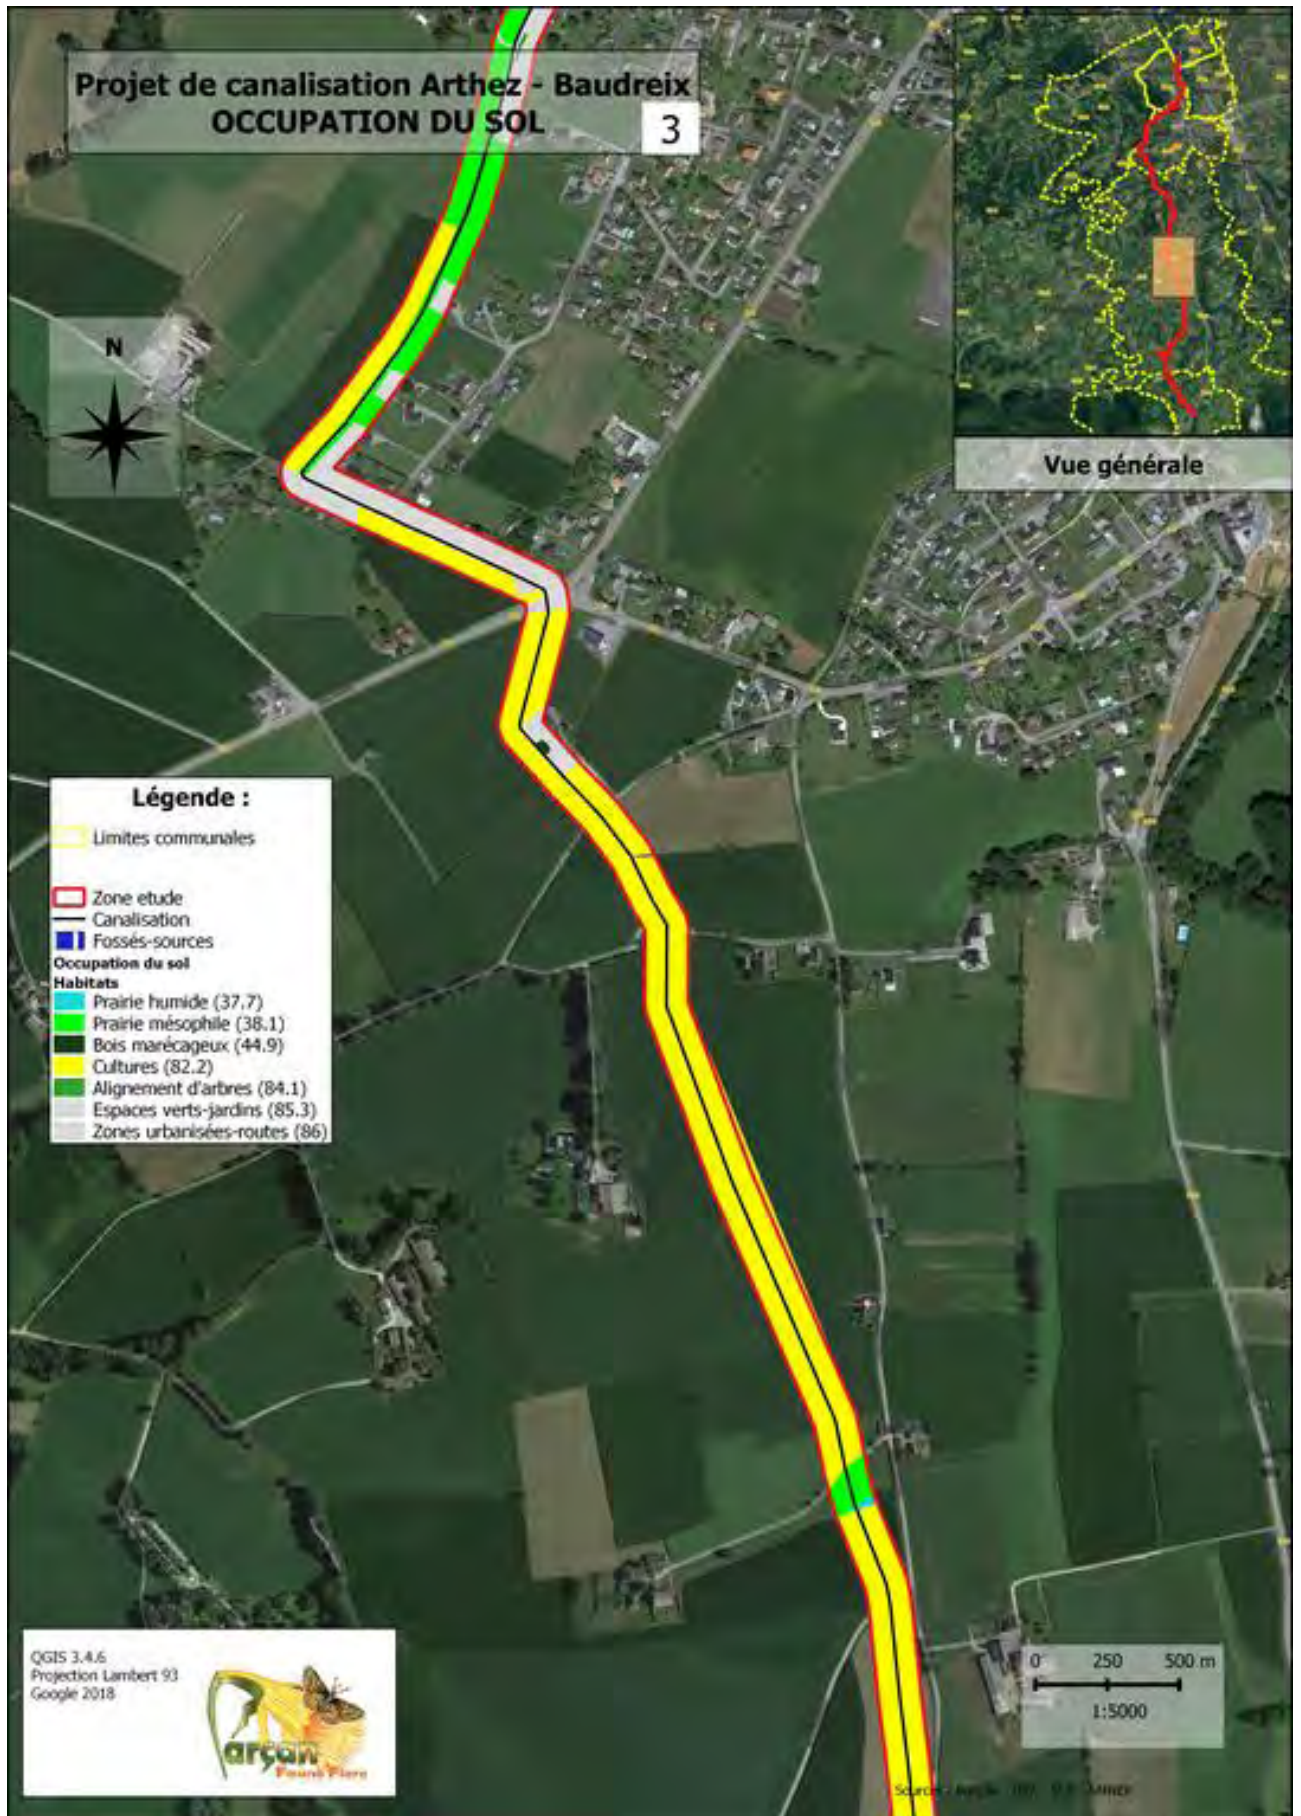 Projet de canalisation Arthez - Baudreix
OCCUPATION DU SOL
3
Vue générale
N
Légende :
Limites communales
Zone etude
Canalisation
Fossés-sources
Occupation du sol
Habitats
Prairie humide (37.7)
Prairie mésophile (38.1)
Bois marécageux (44.9)
Cultures (82.2)
Alignement d'arbres (84.1)
Espaces verts-jardins (85.3)
Zones urbanisées-routes (86)
QGIS 3.4.6
Projection Lambert 93
Google 2018
arçan
Faune Flore
0 250 500 m
1:5000